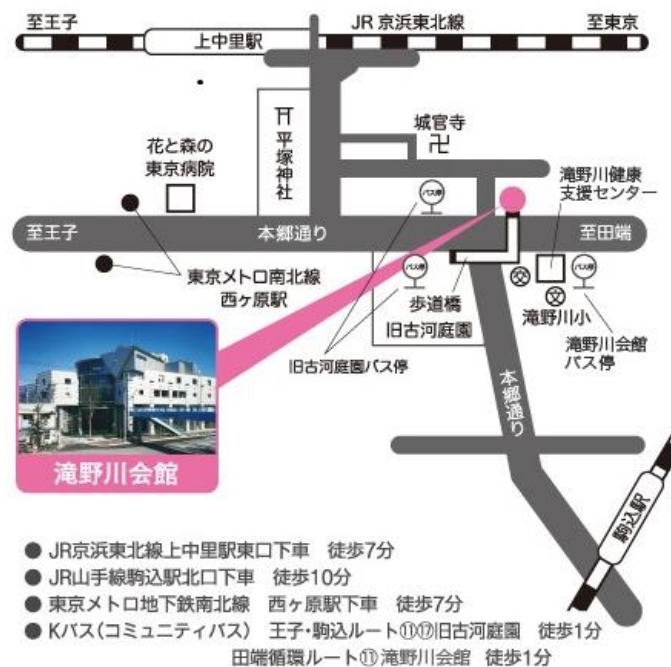 至王子
JR 京浜東北線
至東京
上中里駅
平塚神社
城官寺
花と森の
東京病院
滝野川健康
支援センター
バス停
至王子
本郷通り
至田端
東京メトロ南北線
西ヶ原駅
バス停
歩道橋
文
バス停
旧古河庭園
文
滝野川小
旧古河庭園バス停
滝野川会館
バス停
本郷通り
滝野川会館
駒込駅
● JR京浜東北線上中里駅東口下車 徒歩7分
● JR山手線駒込駅北口下車 徒歩10分
● 東京メトロ地下鉄南北線 西ヶ原駅下車 徒歩7分
● Kバス(コミュニティバス) 王子・駒込ルート⑪⑰旧古河庭園 徒歩1分
田端循環ルート⑪滝野川会館 徒歩1分